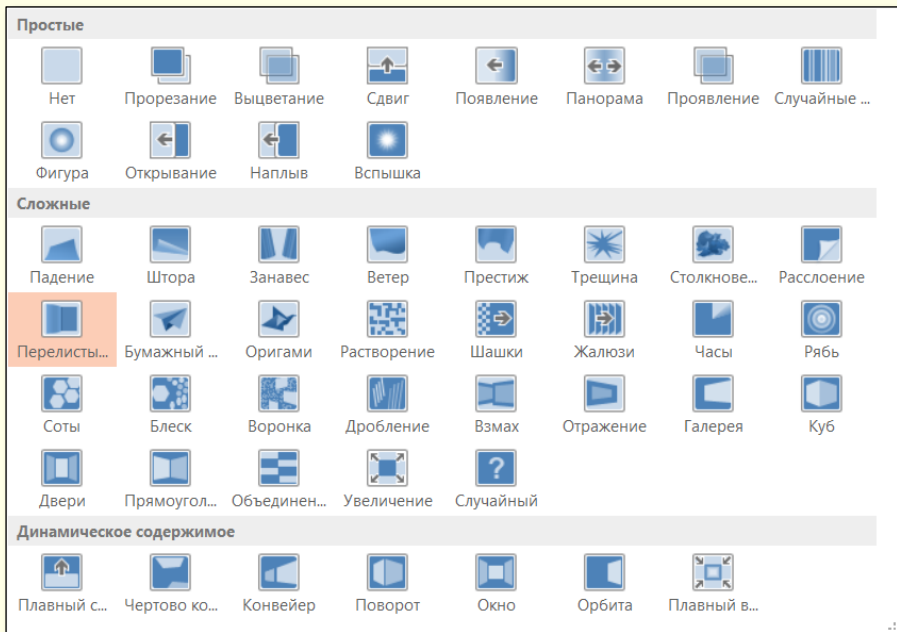 Простые
Нет Прорезание Выцветание Сдвиг Появление Панорама Проявление Случайные ...
Фигура Открывание Наплыв Вспышка
Сложные
Падение Штора Занавес Ветер Престиж Трещина Столкнове... Расслоение
Перелисты... Бумажный ... Оригами Растворение Шашки Жалюзи Часы Рябь
Соты Блеск Воронка Дробление Взмах Отражение Галерея Куб
?
Двери Прямоугол... Объединен... Увеличение Случайный
Динамическое содержимое
Плавный с... Чертово ко... Конвейер Поворот Окно Орбита Плавный в...